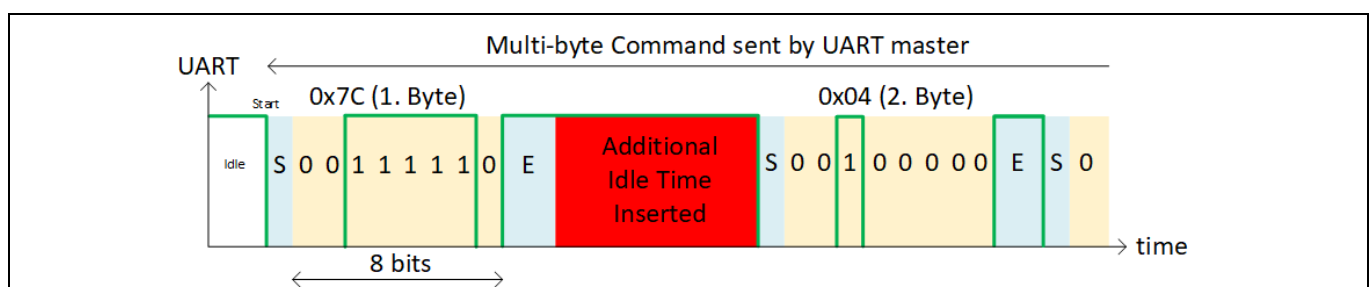 Multi-byte Command sent by UART master
UART
Start
0x7C (1. Byte)
0x04 (2. Byte)
Idle
S 0 0 1 1 1 1 1 0 E
Additional
Idle Time
Inserted
S 0 0 1 0 0 0 0 0 E S 0
time
8 bits